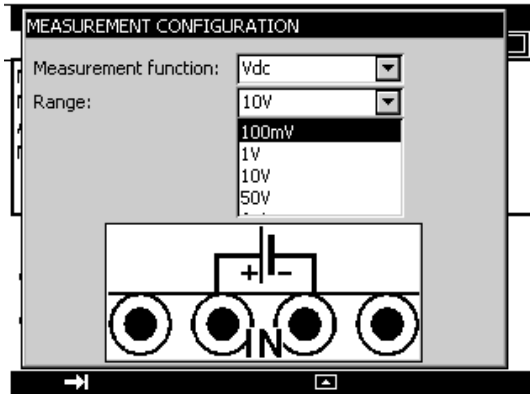 MEASUREMENT CONFIGURATION
Measurement function: Vdc
Range: 10V
100mV
1V
10V
50V
+ -
IN